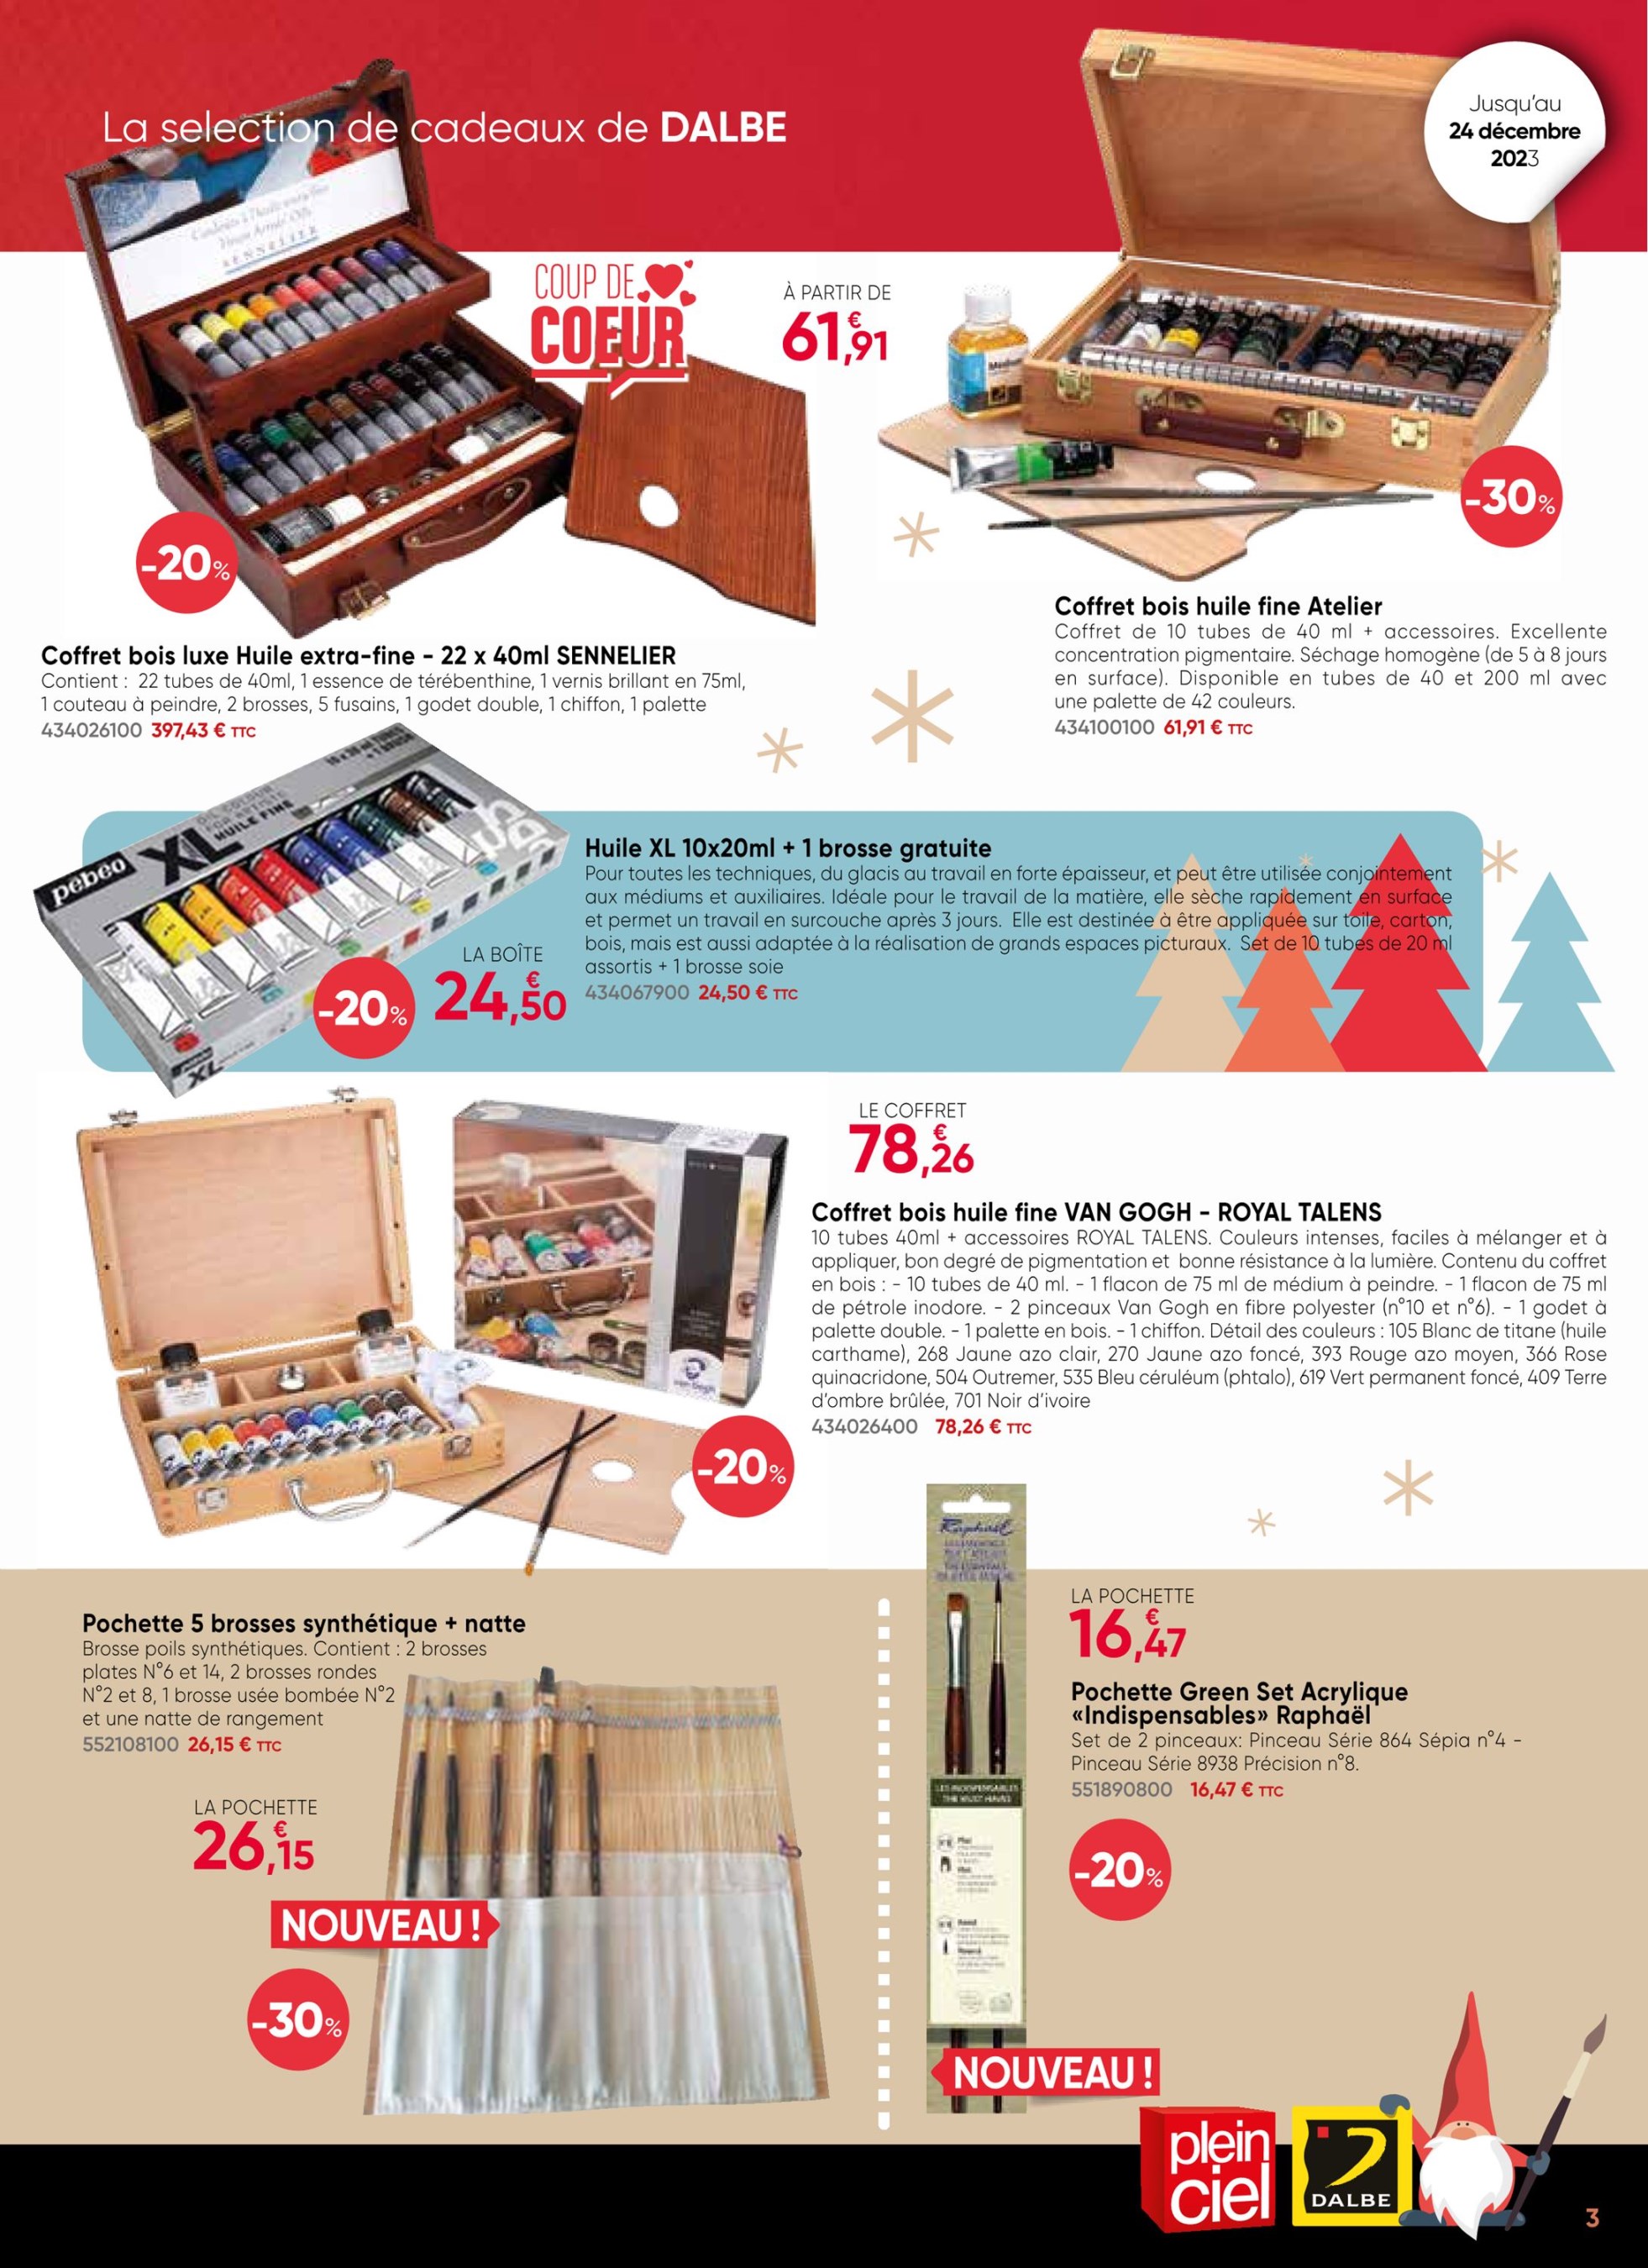 La selection de cadeaux de DALBE
Jusqu'au
24 décembre
2023
COUP DE
COEUR
À PARTIR DE
61,€91
-20%
-30%
Coffret bois luxe Huile extra-fine - 22 x 40ml SENNELIER
Contient : 22 tubes de 40ml, 1 essence de térébenthine, 1 vernis brillant en 75ml,
1 couteau à peindre, 2 brosses, 5 fusains, 1 godet double, 1 chiffon, 1 palette
434026100 397,43 € TTC
Coffret bois huile fine Atelier
Coffret de 10 tubes de 40 ml + accessoires. Excellente
concentration pigmentaire. Séchage homogène (de 5 à 8 jours
en surface). Disponible en tubes de 40 et 200 ml avec
une palette de 42 couleurs.
434100100 61,91 € TTC
pebeo XL
HUILE FINE
-20%
LA BOÎTE
24,€50
Huile XL 10x20ml + 1 brosse gratuite
Pour toutes les techniques, du glacis au travail en forte épaisseur, et peut être utilisée conjointement
aux médiums et auxiliaires. Idéale pour le travail de la matière, elle sèche rapidement en surface
et permet un travail en surcouche après 3 jours. Elle est destinée à être appliquée sur toile, carton,
bois, mais est aussi adaptée à la réalisation de grands espaces picturaux. Set de 10 tubes de 20 ml
assortis + 1 brosse soie
434067900 24,50 € TTC
LE COFFRET
78,€26
Coffret bois huile fine VAN GOGH - ROYAL TALENS
10 tubes 40ml + accessoires ROYAL TALENS. Couleurs intenses, faciles à mélanger et à
appliquer, bon degré de pigmentation et bonne résistance à la lumière. Contenu du coffret
en bois : - 10 tubes de 40 ml. - 1 flacon de 75 ml de médium à peindre. - 1 flacon de 75 ml
de pétrole inodore. - 2 pinceaux Van Gogh en fibre polyester (n°10 et n°6). - 1 godet à
palette double. - 1 palette en bois. - 1 chiffon. Détail des couleurs : 105 Blanc de titane (huile
carthame), 268 Jaune azo clair, 270 Jaune azo foncé, 393 Rouge azo moyen, 366 Rose
quinacridone, 504 Outremer, 535 Bleu céruléum (phtalo), 619 Vert permanent foncé, 409 Terre
d'ombre brûlée, 701 Noir d'ivoire
434026400 78,26 € TTC
-20%
Pochette 5 brosses synthétique + natte
Brosse poils synthétiques. Contient : 2 brosses
plates N°6 et 14, 2 brosses rondes
N°2 et 8, 1 brosse usée bombée N°2
et une natte de rangement
552108100 26,15 € TTC
LA POCHETTE
26,€15
NOUVEAU !
-30%
LA POCHETTE
16,€47
Pochette Green Set Acrylique
«Indispensables» Raphaël
Set de 2 pinceaux: Pinceau Série 864 Sépia n°4 -
Pinceau Série 8938 Précision n°8.
551890800 16,47 € TTC
-20%
NOUVEAU !
plein
ciel
DALBE
3